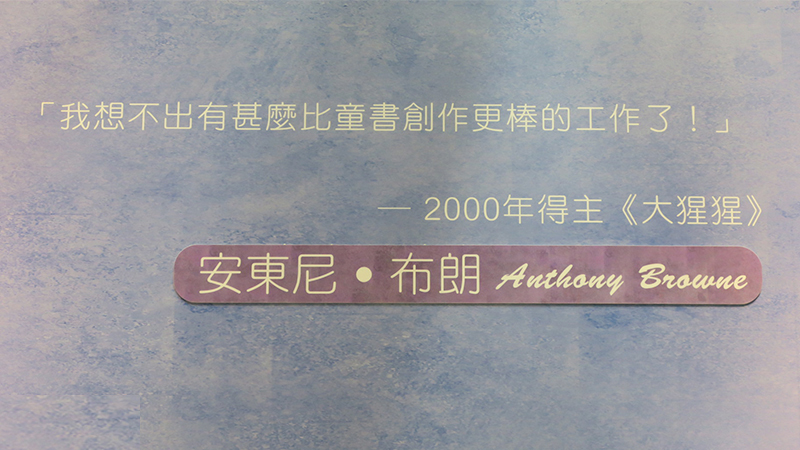 「我想不出有甚麼比童書創作更棒的工作了！」
— 2000年得主《大猩猩》
安東尼•布朗 Anthony Browne